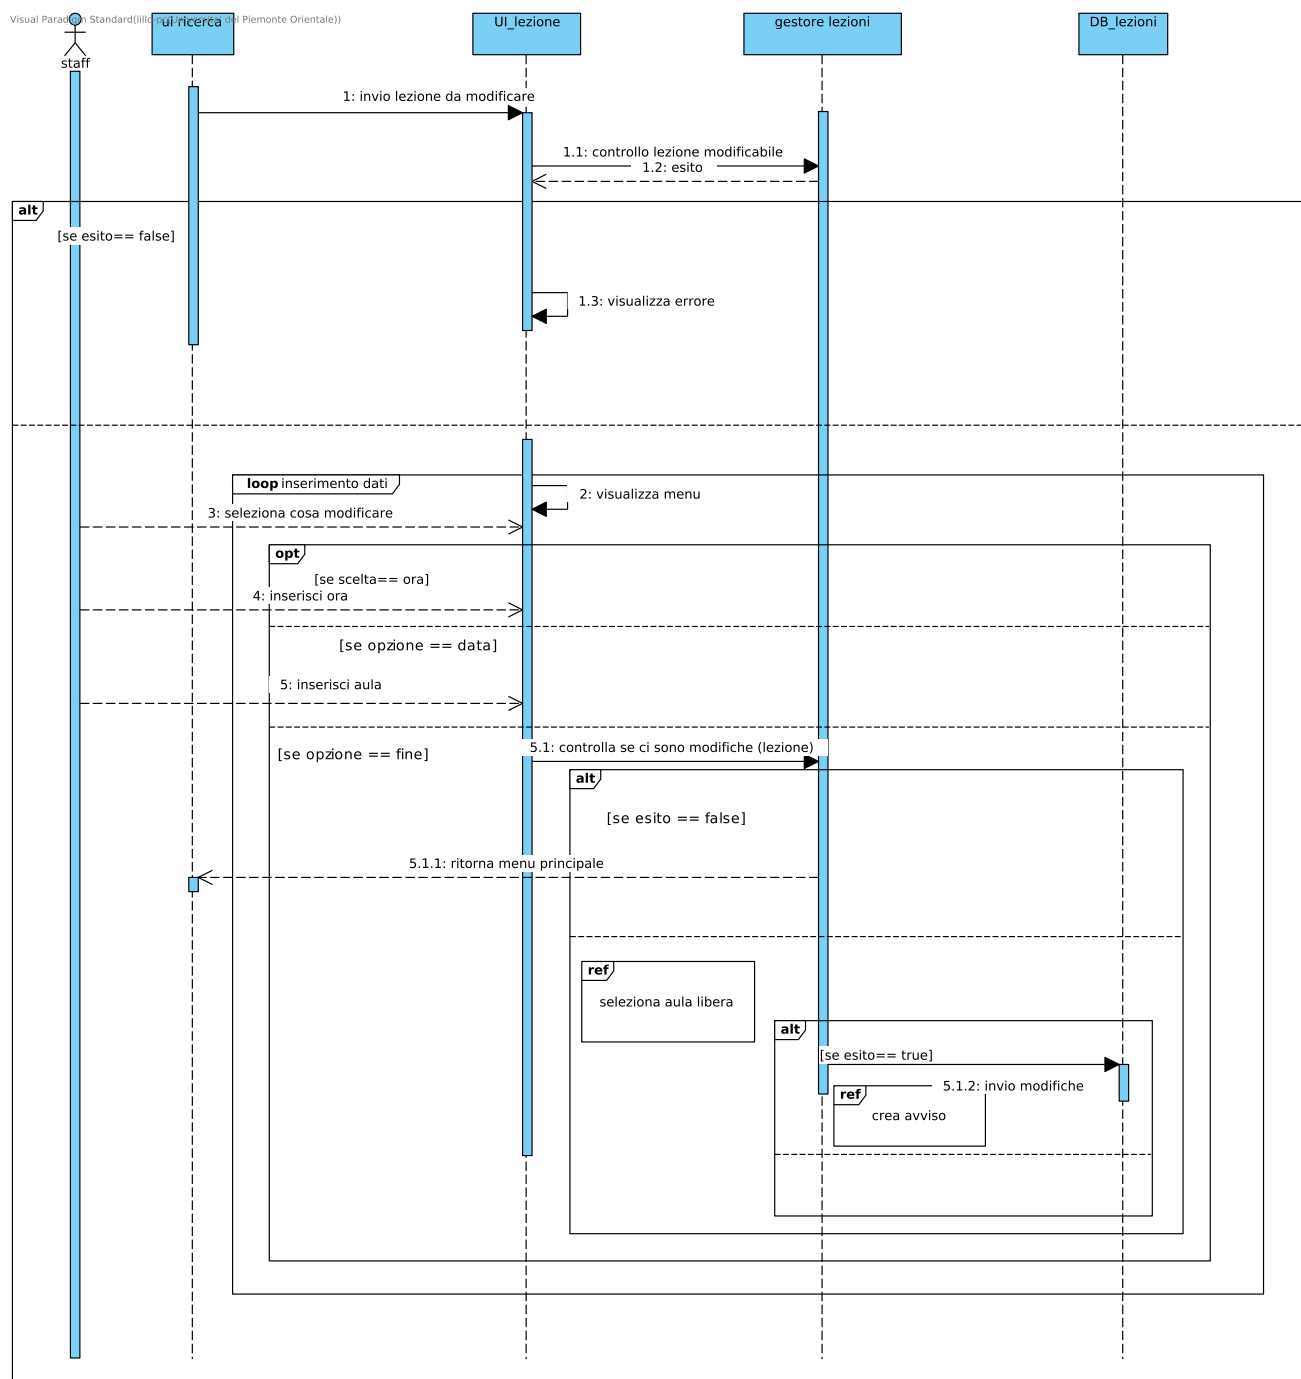 Visual Paradigm Standard(lillo-pol(Universita' del Piemonte Orientale))
ui ricerca
UI_lezione
gestore lezioni
DB_lezioni
staff
1: invio lezione da modificare
1.1: controllo lezione modificabile
1.2: esito
alt
[se esito== false]
1.3: visualizza errore
loop inserimento dati
2: visualizza menu
3: seleziona cosa modificare
opt
[se scelta== ora]
4: inserisci ora
[se opzione == data]
5: inserisci aula
[se opzione == fine]
5.1: controlla se ci sono modifiche (lezione)
alt
[se esito == false]
5.1.1: ritorna menu principale
ref
seleziona aula libera
alt
[se esito== true]
5.1.2: invio modifiche
ref
crea avviso